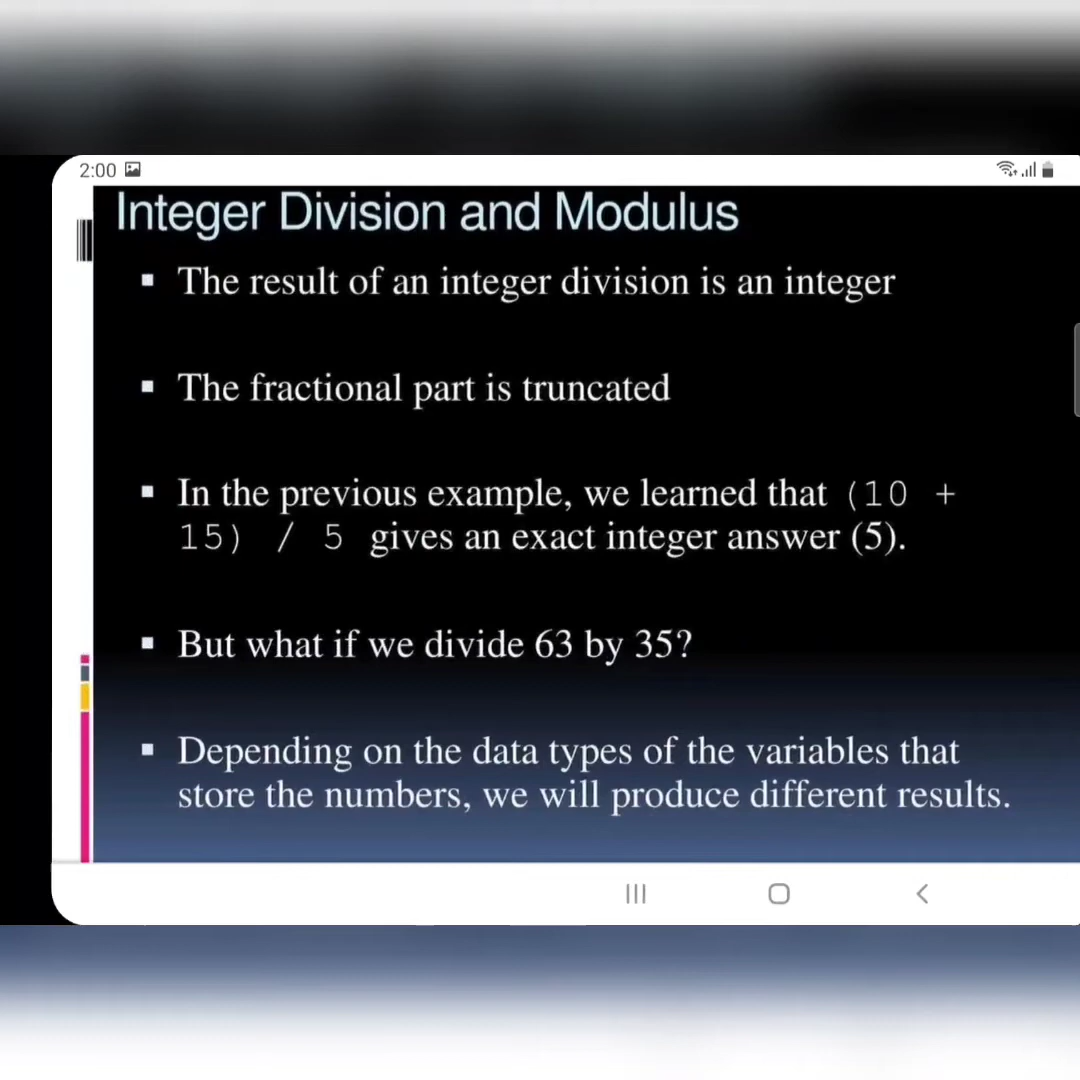 2:00
Integer Division and Modulus
▪ The result of an integer division is an integer
▪ The fractional part is truncated
▪ In the previous example, we learned that (10 +
15) / 5 gives an exact integer answer (5).
▪ But what if we divide 63 by 35?
▪ Depending on the data types of the variables that
store the numbers, we will produce different results.